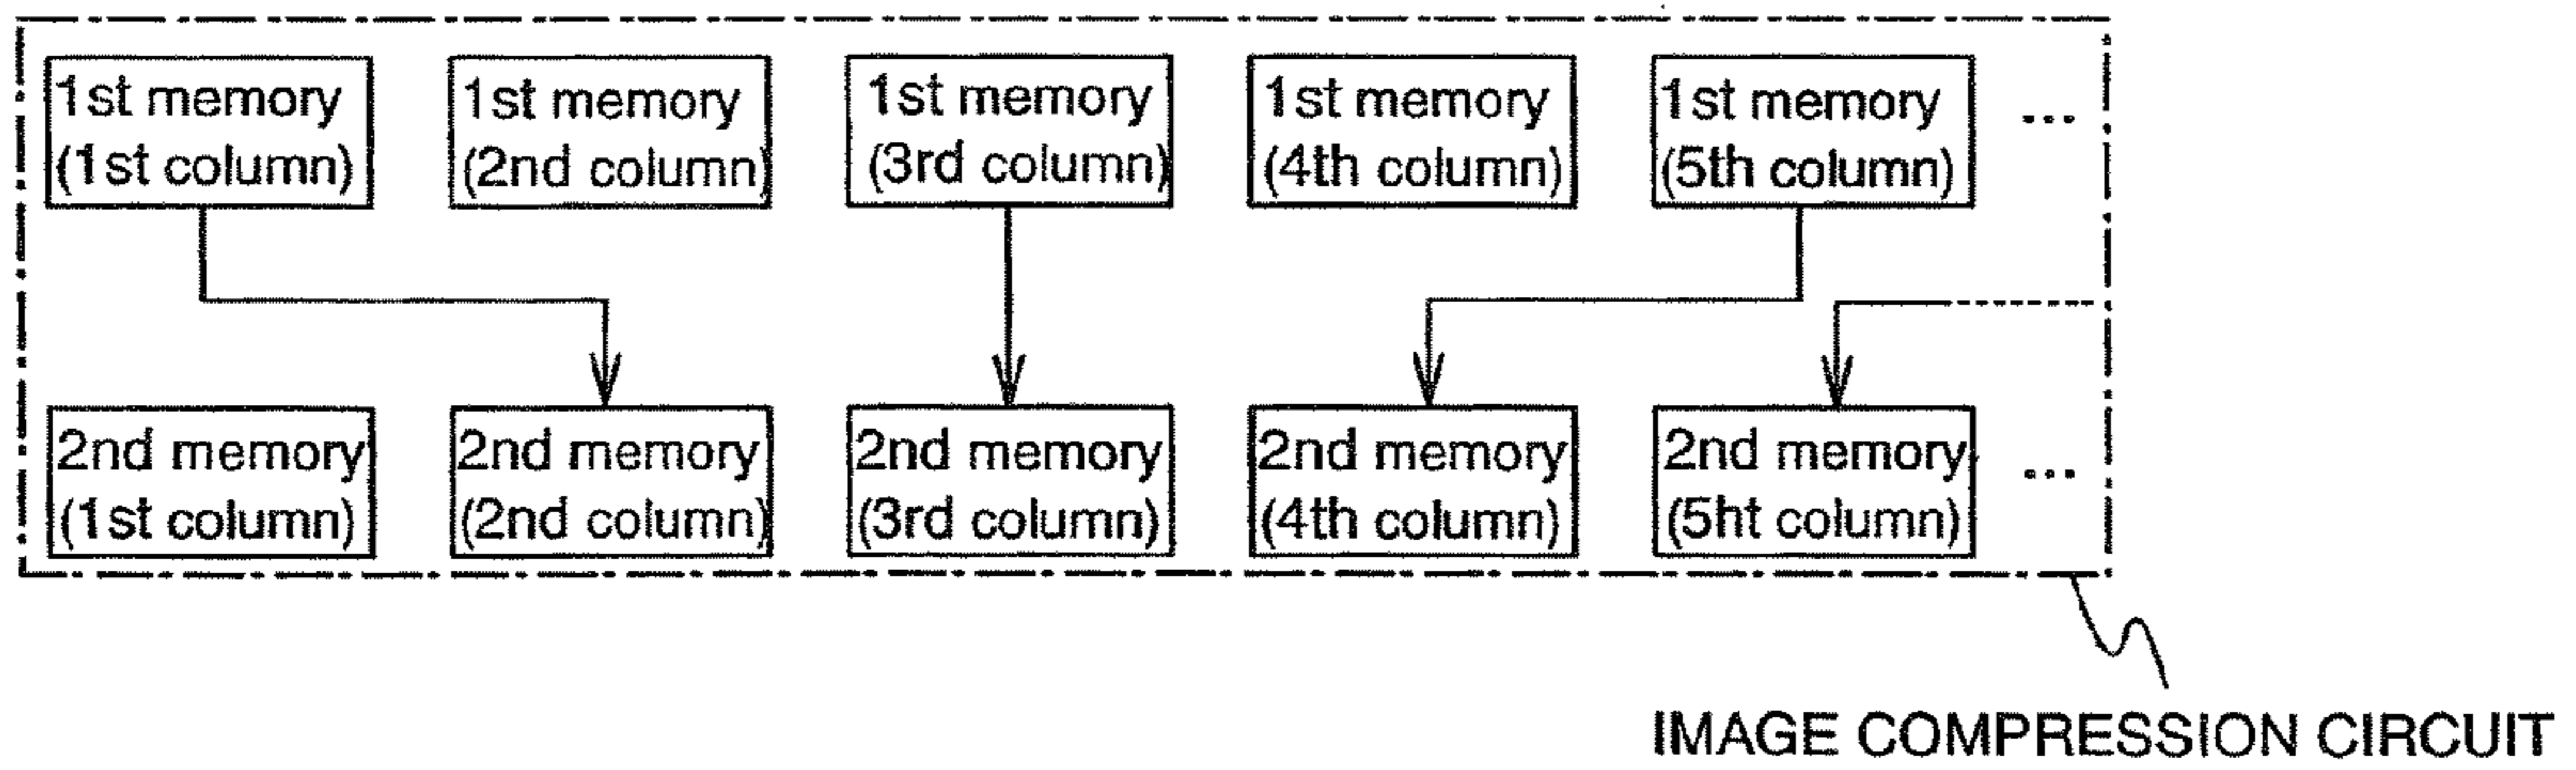 1st memory
(1st column)
1st memory
(2nd column)
1st memory
(3rd column)
1st memory
(4th column)
1st memory
(5th column)
...
2nd memory
(1st column)
2nd memory
(2nd column)
2nd memory
(3rd column)
2nd memory
(4th column)
2nd memory
(5ht column)
...
IMAGE COMPRESSION CIRCUIT